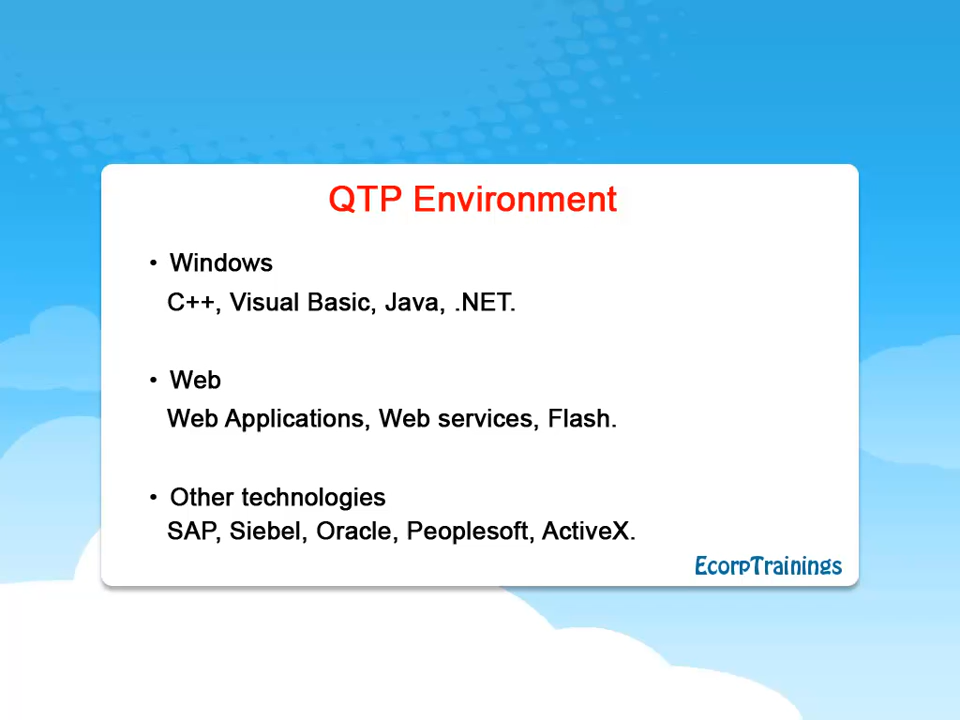 QTP Environment
• Windows
C++, Visual Basic, Java, .NET.
• Web
Web Applications, Web services, Flash.
• Other technologies
SAP, Siebel, Oracle, Peoplesoft, ActiveX.
EcorpTrainings